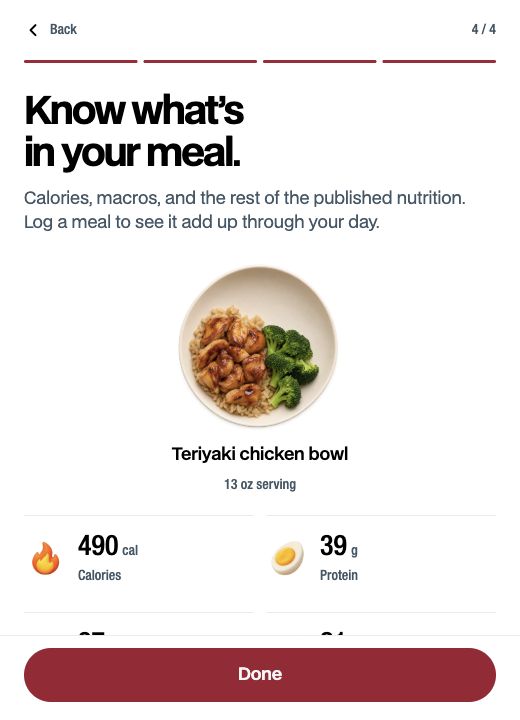 Back
4 / 4
Know what's
in your meal.
Calories, macros, and the rest of the published nutrition.
Log a meal to see it add up through your day.
Teriyaki chicken bowl
13 oz serving
490 cal
Calories
39 g
Protein
Done